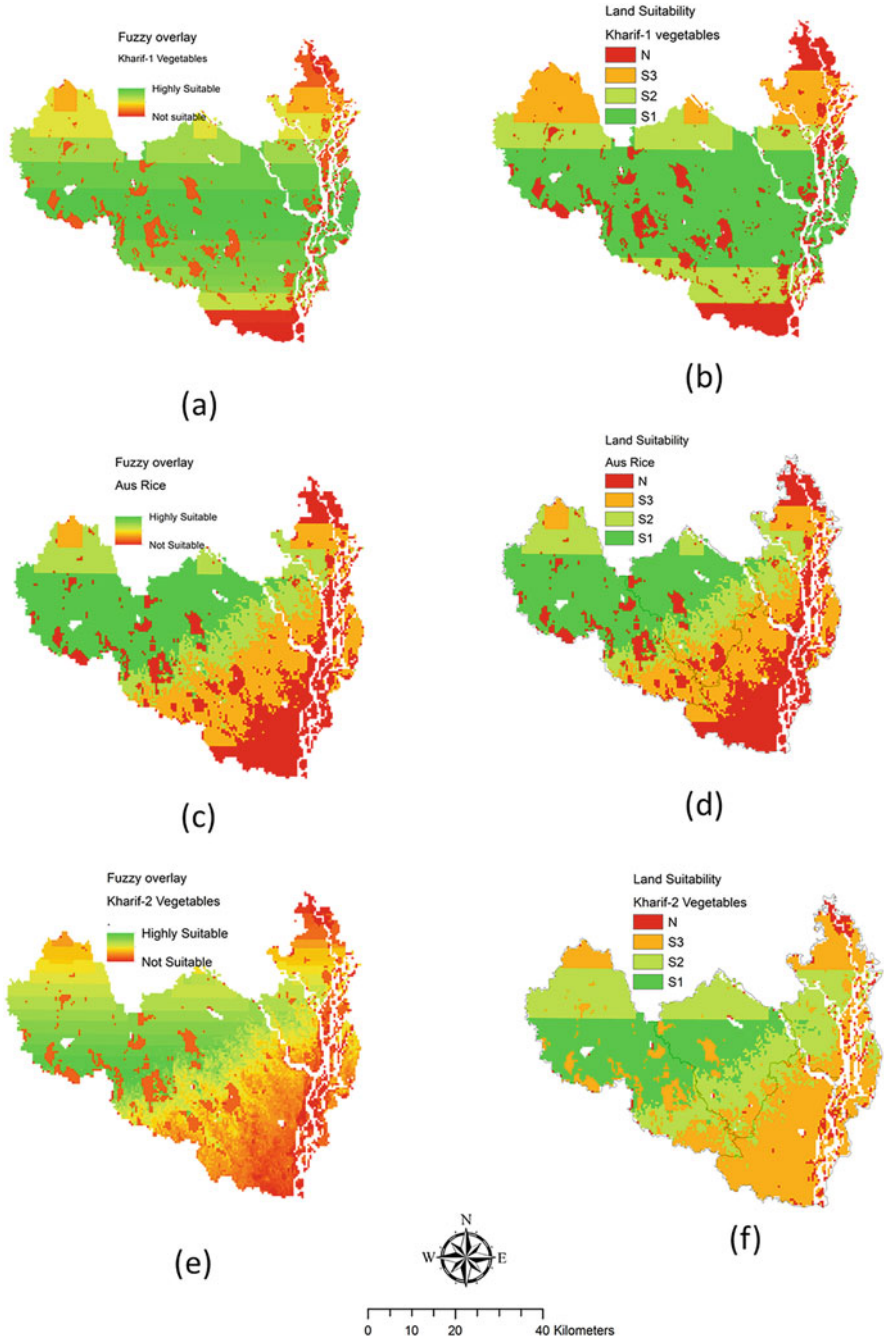 Fuzzy overlay
Kharif-1 Vegetables
Highly Suitable
Not suitable
(a)
Land Suitability
Kharif-1 vegetables
N
S3
S2
S1
(b)
Fuzzy overlay
Aus Rice
Highly Suitable
Not Suitable
(c)
Land Suitability
Aus Rice
N
S3
S2
S1
(d)
Fuzzy overlay
Kharif-2 Vegetables
Highly Suitable
Not Suitable
(e)
Land Suitability
Kharif-2 Vegetables
N
S3
S2
S1
(f)
N
W E
S
0 10 20 40 Kilometers